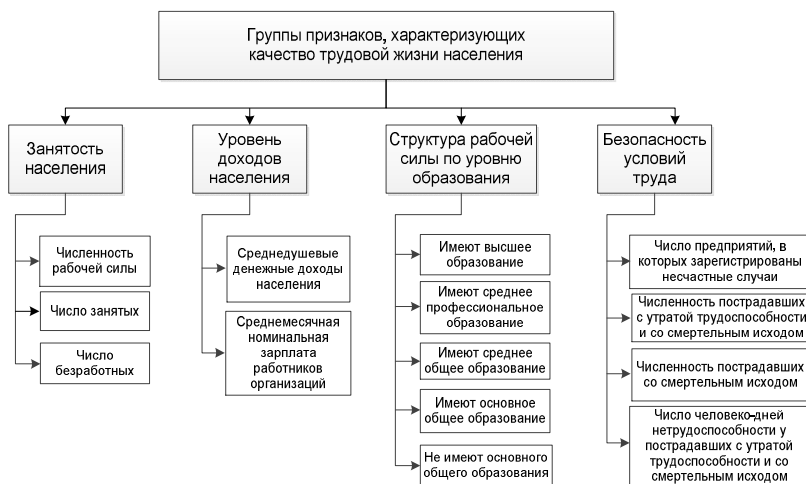 Группы признаков, характеризующих
качество трудовой жизни населения
Занятость
населения
Численность
рабочей силы
Число занятых
Число
безработных
Уровень
доходов
населения
Среднедушевые
денежные доходы
населения
Среднемесячная
номинальная
зарплата
работников
организаций
Структура рабочей
силы по уровню
образования
Имеют высшее
образование
Имеют среднее
профессиональное
образование
Имеют среднее
общее образование
Имеют основное
общее образование
Не имеют основного
общего образования
Безопасность
условий
труда
Число предприятий, в
которых зарегистрированы
несчастные случаи
Численность пострадавших
с утратой трудоспособности
и со смертельным исходом
Численность пострадавших
со смертельным исходом
Число человеко-дней
нетрудоспособности у
пострадавших с утратой
трудоспособности и со
смертельным исходом